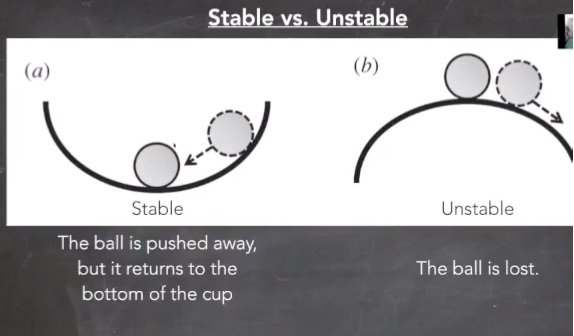 Stable vs. Unstable
(a)
(b)
Stable
Unstable
The ball is pushed away,
but it returns to the
bottom of the cup
The ball is lost.